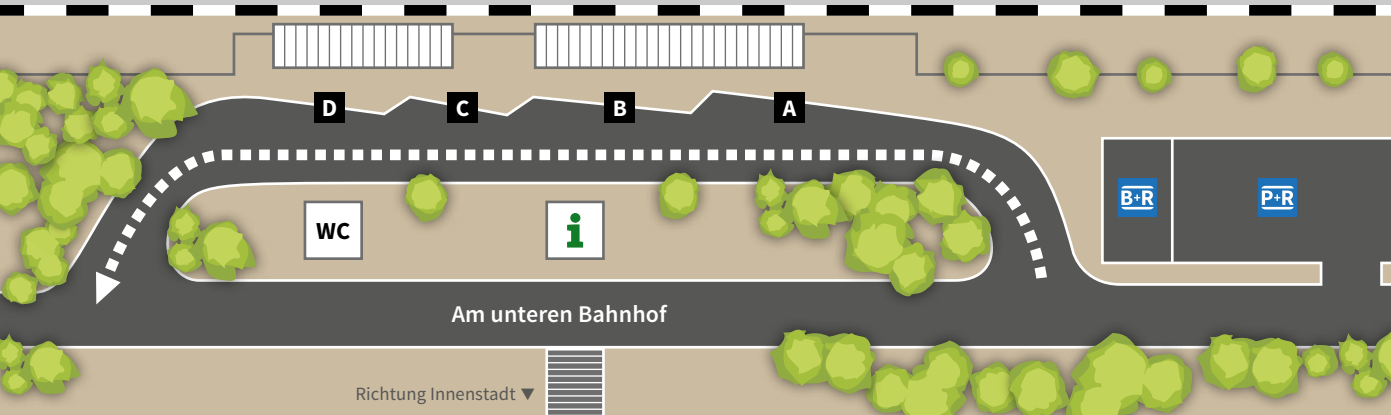 D C B A
B+R P+R
WC i
Am unteren Bahnhof
Richtung Innenstadt ▼